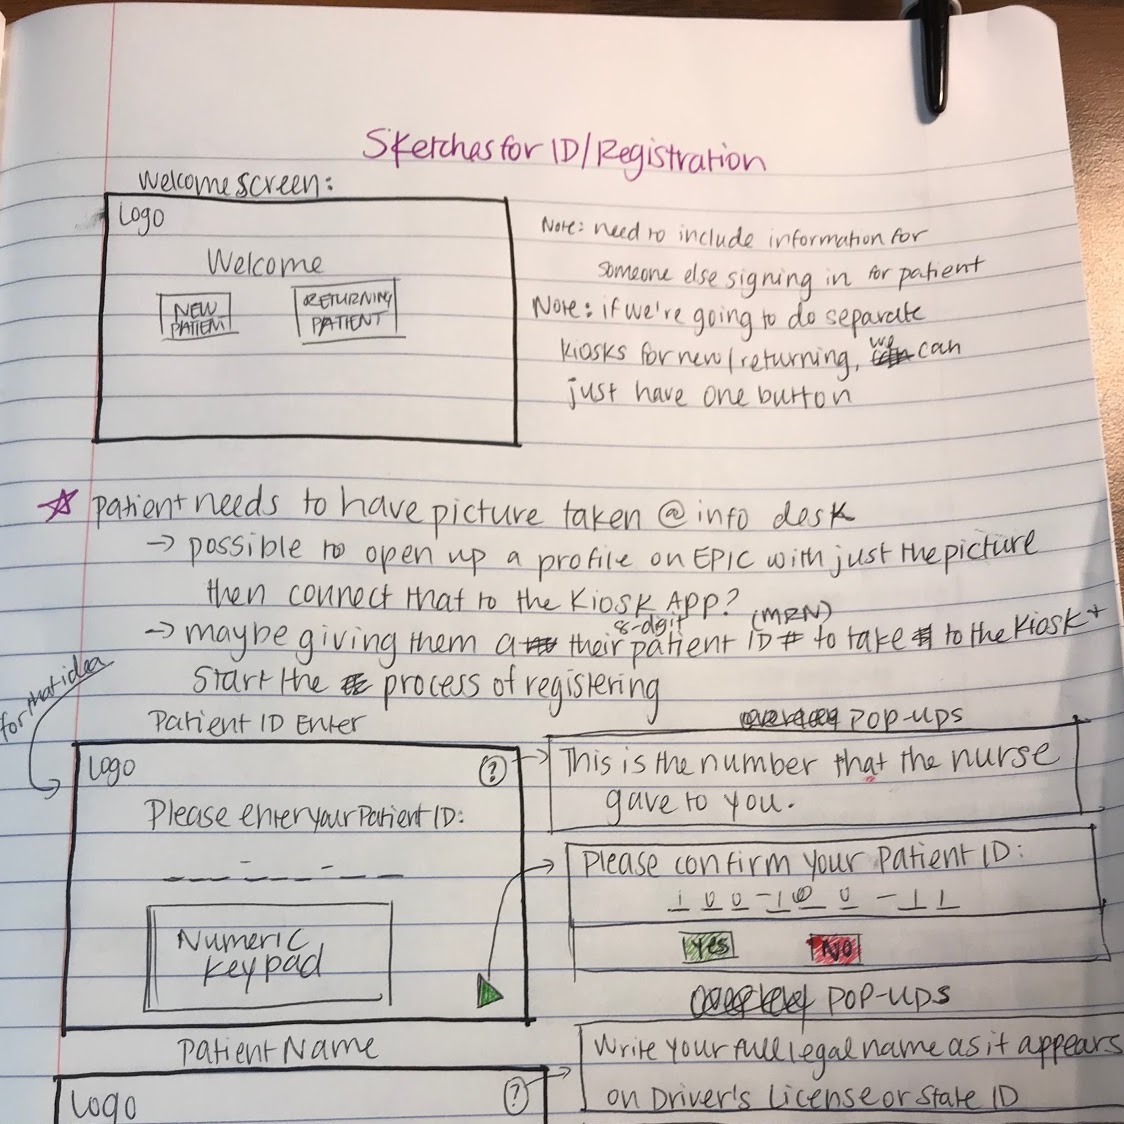 Sketches for ID/Registration
Welcome screen:
Logo
Welcome
NEW
PATIENT
RETURNING
PATIENT
Note: need to include information for
someone else signing in for patient
Note: if we're going to do separate
kiosks for new/returning, we can
just have one button
patient needs to have picture taken @ info desk
→ possible to open up a profile on EPIC with just the picture
then connect that to the Kiosk APP?
8-digit (MRN)
→ maybe giving them a their patient ID # to take to the kiosk +
start the process of registering
for that idea
Patient ID Enter
Logo
?
Please enter your Patient ID:
Numeric
keypad
POP-UPS
This is the number that the nurse
gave to you.
Please confirm your Patient ID:
1 0 0 - 1 0 0 - 1 1
Yes
No
POP-UPS
Patient Name
Logo
?
Write your full legal name as it appears
on Driver's License or State ID